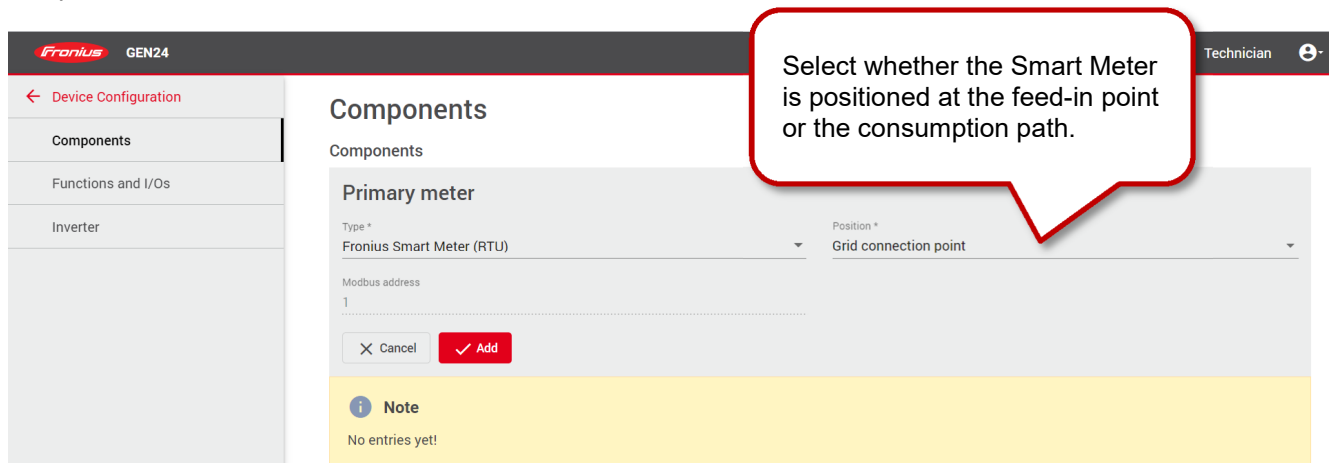 Fronius GEN24
Technician
Select whether the Smart Meter
is positioned at the feed-in point
or the consumption path.
Device Configuration
Components
Functions and I/Os
Inverter
Components
Components
Primary meter
Type *
Fronius Smart Meter (RTU)
Position *
Grid connection point
Modbus address
1
Cancel
Add
Note
No entries yet!